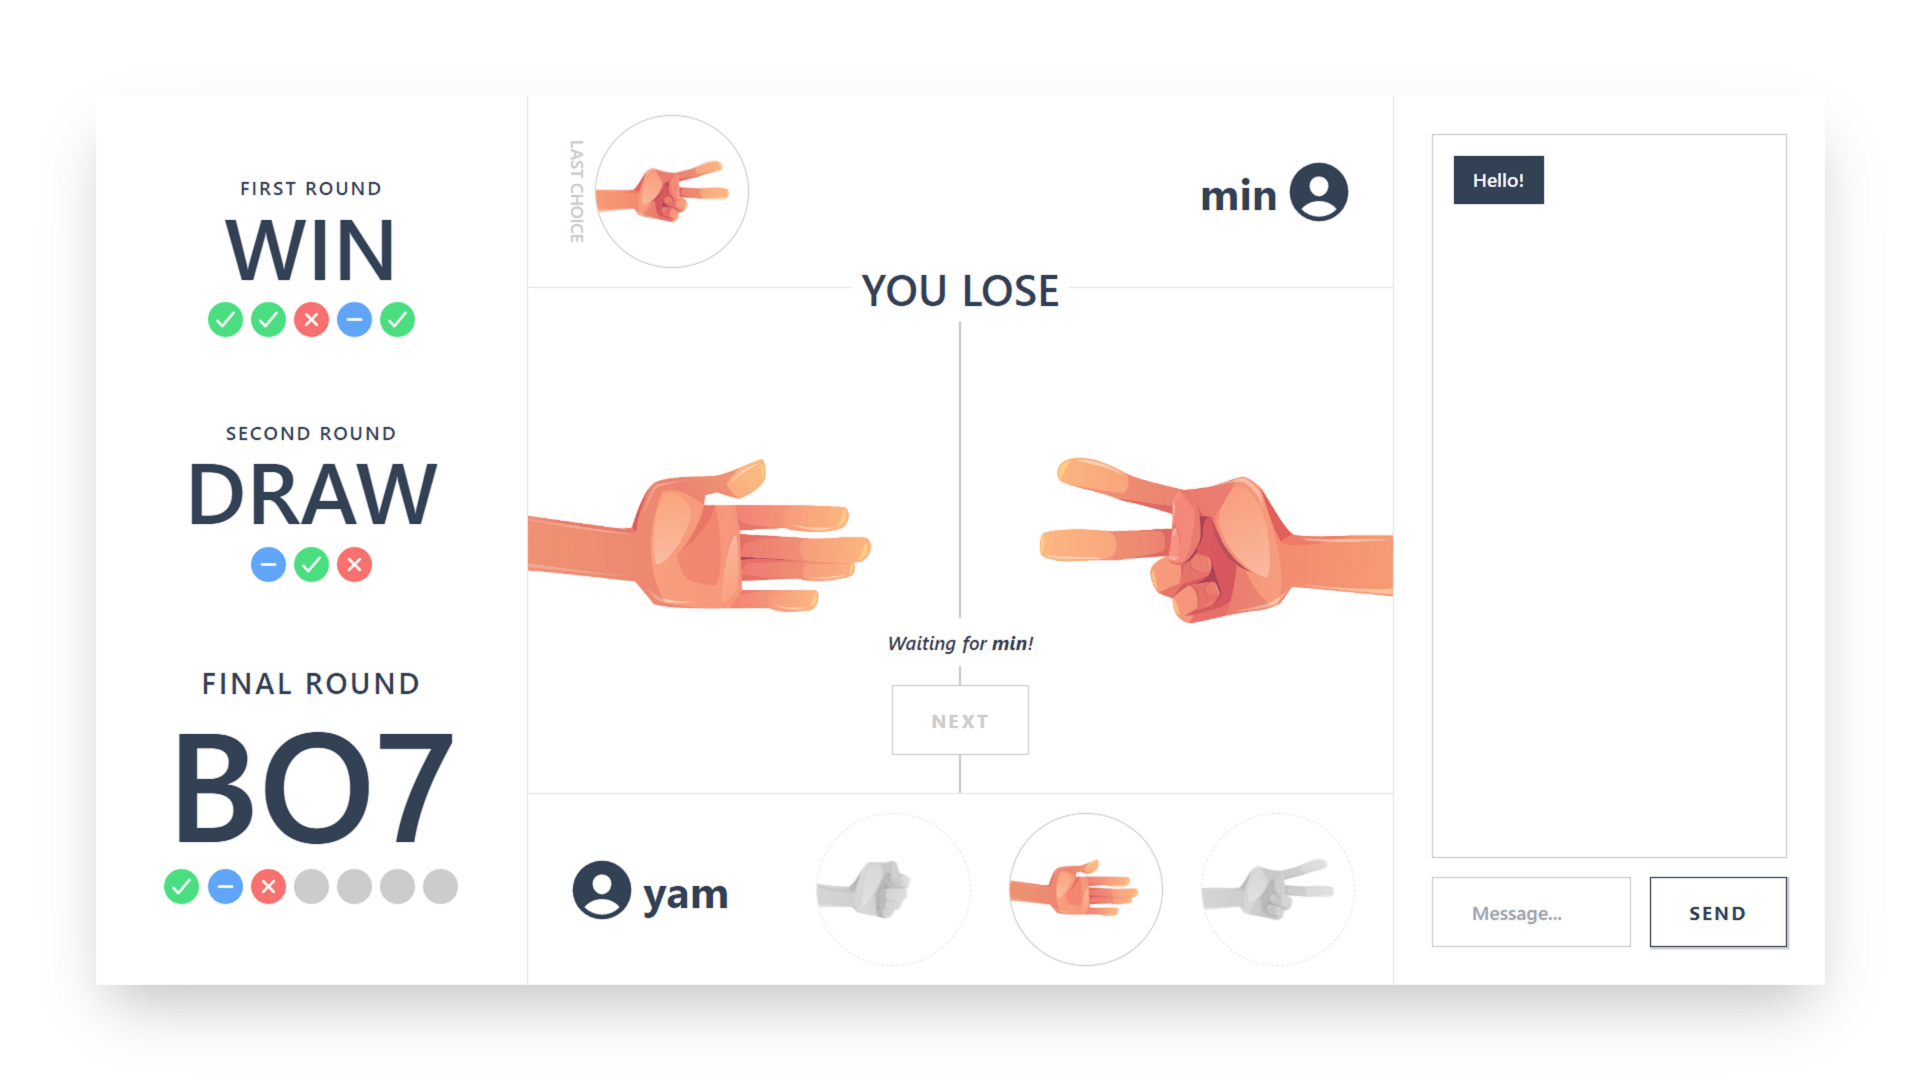 FIRST ROUND
WIN
SECOND ROUND
DRAW
FINAL ROUND
BO7
LAST CHOICE
min
YOU LOSE
Waiting for min!
NEXT
yam
Hello!
Message...
SEND